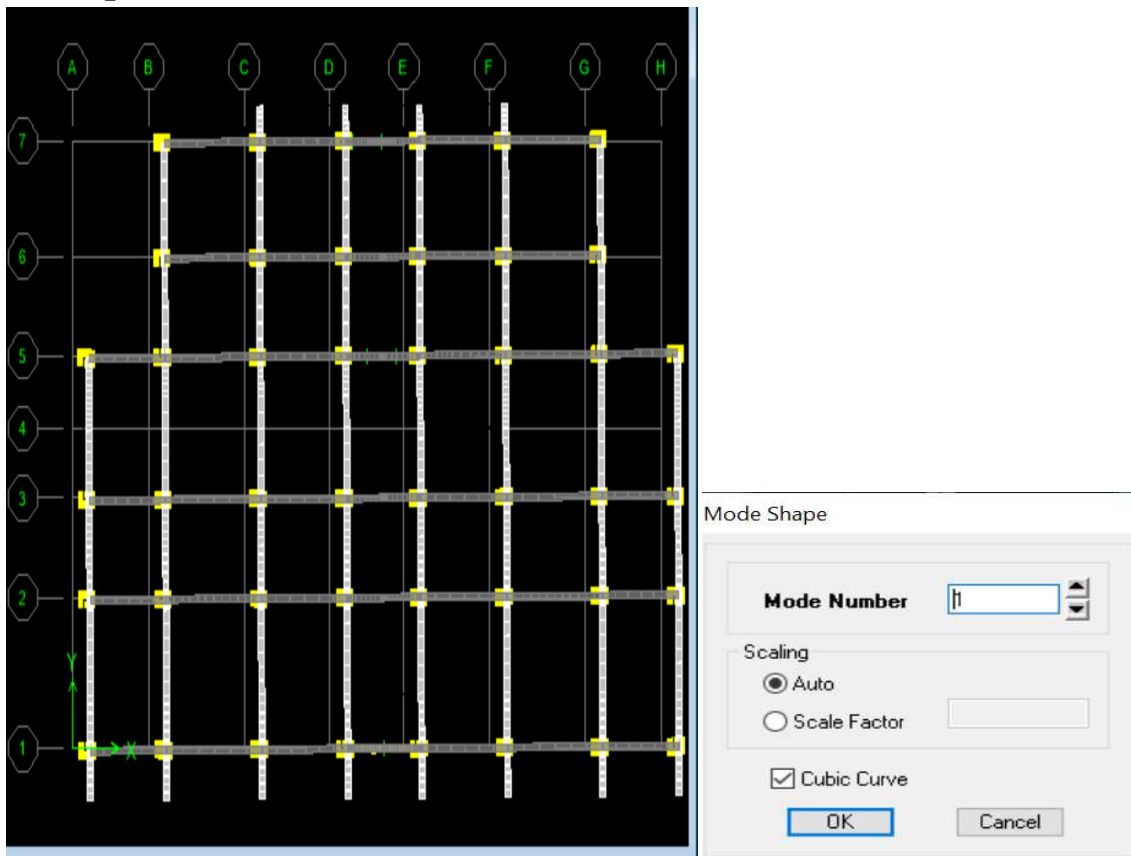 A B C D E F G H
7
6
5
4
3
2
Y
1 X
Mode Shape
Mode Number 1
Scaling
Auto
Scale Factor
Cubic Curve
OK Cancel